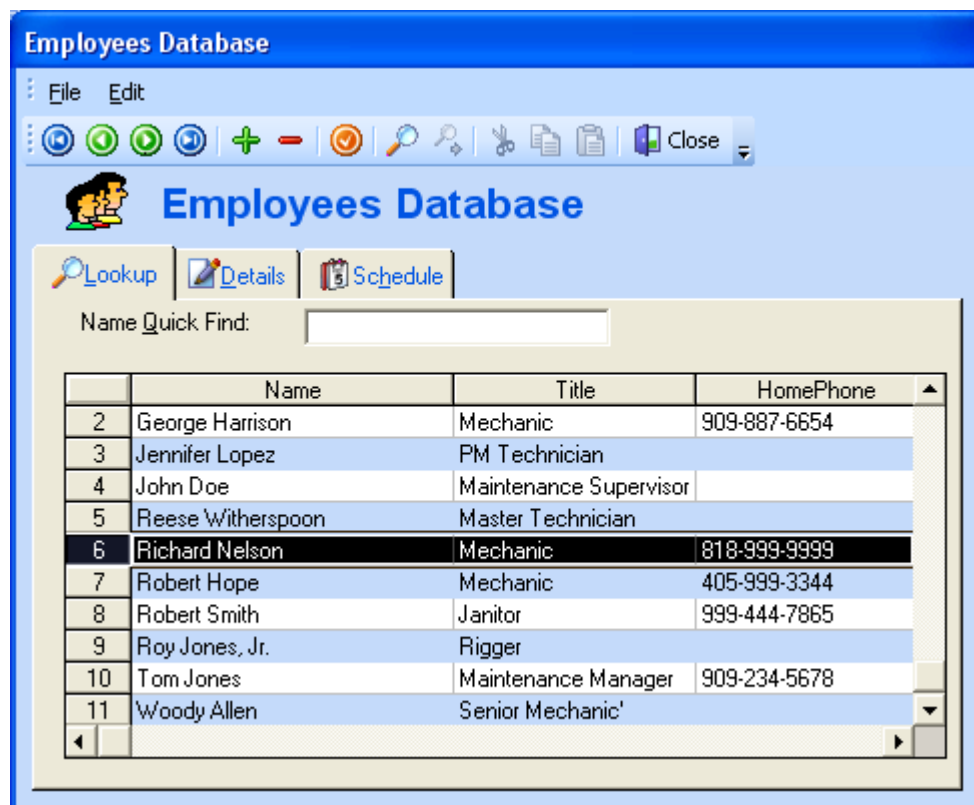 Employees Database
File Edit
Close
Employees Database
Lookup Details 5 Schedule
Name Quick Find:
Name Title HomePhone
2 George Harrison Mechanic 909-887-6654
3 Jennifer Lopez PM Technician
4 John Doe Maintenance Supervisor
5 Reese Witherspoon Master Technician
6 Richard Nelson Mechanic 818-999-9999
7 Robert Hope Mechanic 405-999-3344
8 Robert Smith Janitor 999-444-7865
9 Roy Jones, Jr. Rigger
10 Tom Jones Maintenance Manager 909-234-5678
11 Woody Allen Senior Mechanic'